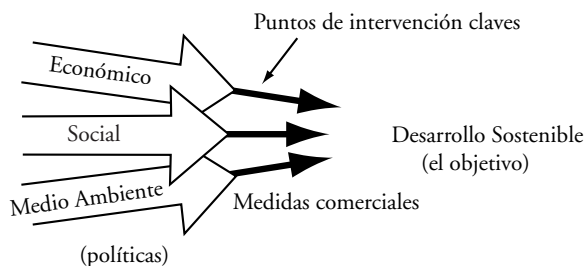 Puntos de intervención claves
Económico
Social
Desarrollo Sostenible
(el objetivo)
Medio Ambiente
Medidas comerciales
(políticas)